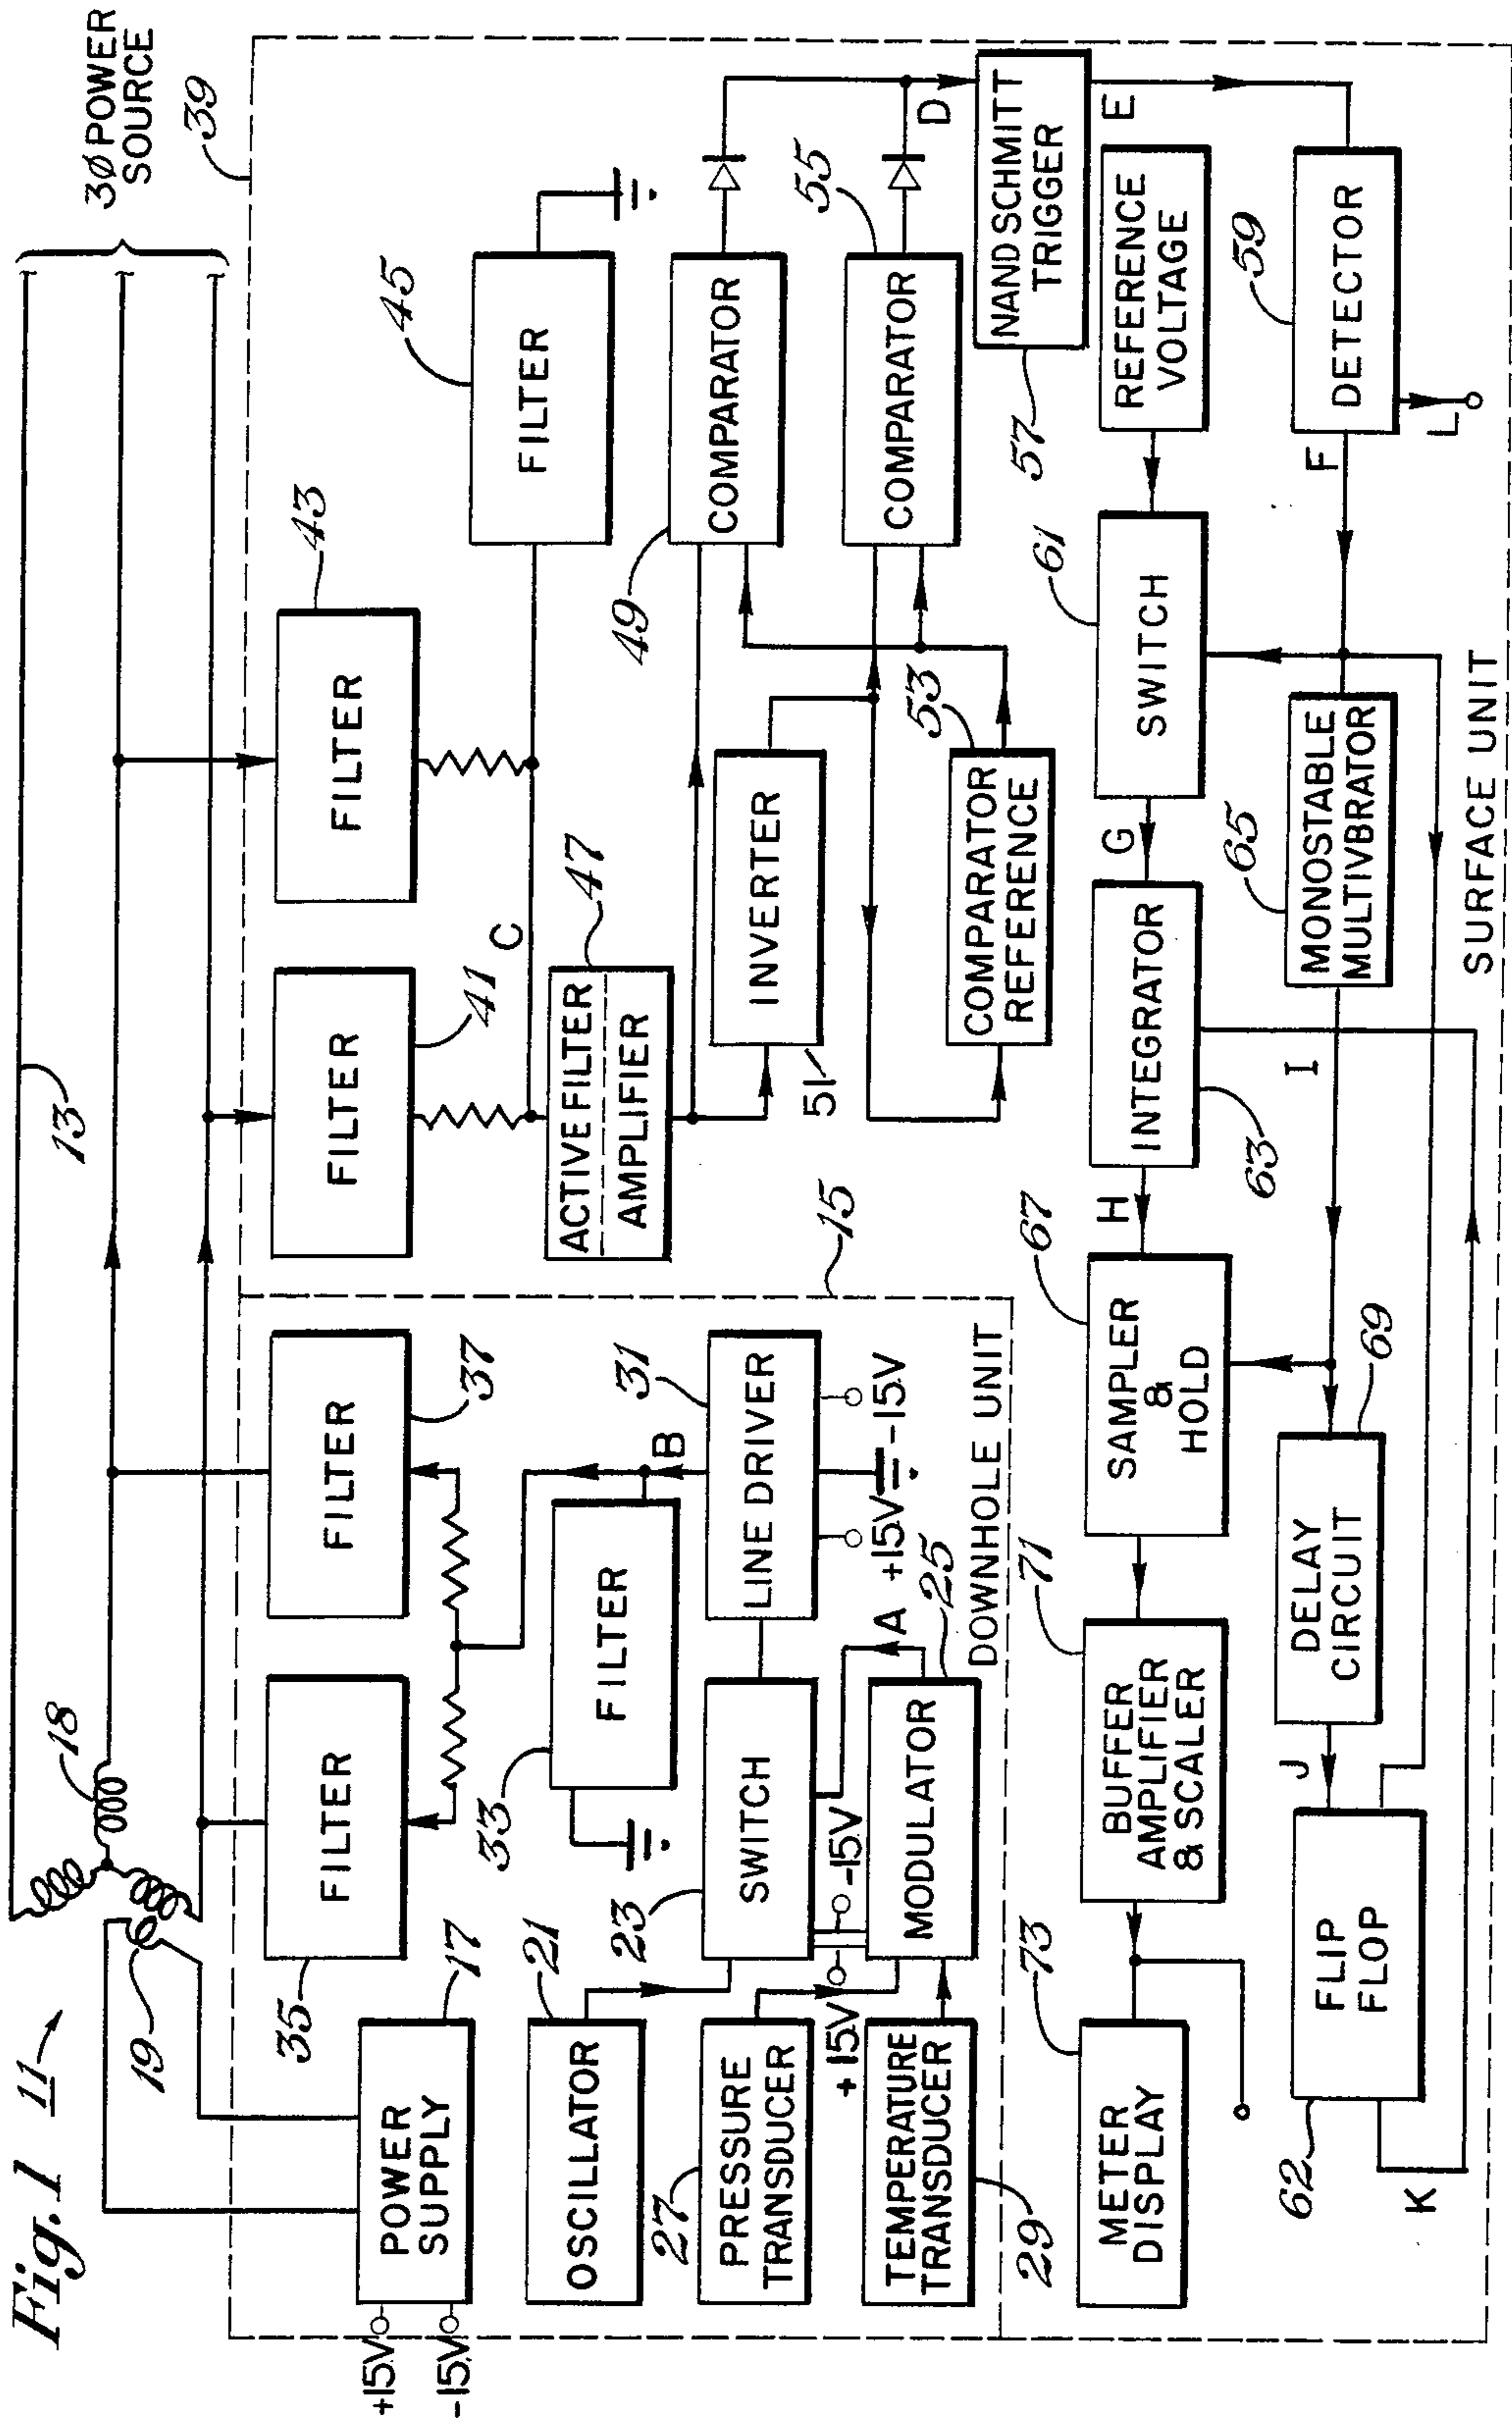 Fig. 1
11
3Ø POWER
SOURCE
13
18
19
39
+15V
-15V
POWER
SUPPLY
17
FILTER
35
FILTER
37
FILTER
41
FILTER
43
FILTER
45
OSCILLATOR
21
FILTER
33
B
C
ACTIVE FILTER
AMPLIFIER
47
PRESSURE
TRANSDUCER
27
SWITCH
23
LINE DRIVER
31
+15V
-15V
INVERTER
51
COMPARATOR
49
TEMPERATURE
TRANSDUCER
29
+15V
-15V
MODULATOR
25
A
DOWNHOLE UNIT
15
COMPARATOR
REFERENCE
53
COMPARATOR
55
D
NAND SCHMITT
TRIGGER
57
E
METER
DISPLAY
73
BUFFER
AMPLIFIER
& SCALER
71
SAMPLER
&
HOLD
67
H
INTEGRATOR
63
G
SWITCH
61
REFERENCE
VOLTAGE
FLIP
FLOP
62
K
J
DELAY
CIRCUIT
69
I
MONOSTABLE
MULTIVBRATOR
65
F
DETECTOR
59
L
SURFACE UNIT